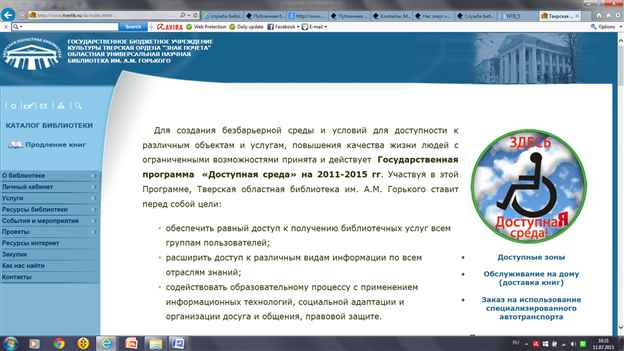 http://www.tverlib.ru
Тверская ...
AVIRA
Web Protection
Daily update
Facebook
E-mail
Options
ГОСУДАРСТВЕННОЕ БЮДЖЕТНОЕ УЧРЕЖДЕНИЕ
КУЛЬТУРЫ ТВЕРСКАЯ ОРДЕНА "ЗНАК ПОЧЕТА"
ОБЛАСТНАЯ УНИВЕРСАЛЬНАЯ НАУЧНАЯ
БИБЛИОТЕКА ИМ. А.М. ГОРЬКОГО
КАТАЛОГ БИБЛИОТЕКИ
Продление книг
О библиотеке
Личный кабинет
Услуги
Ресурсы библиотеки
События и мероприятия
Проекты
Ресурсы интернет
Закупки
Как нас найти
Контакты
Для создания безбарьерной среды и условий для доступности к
различным объектам и услугам, повышения качества жизни людей с
ограниченными возможностями принята и действует Государственная
программа «Доступная среда» на 2011-2015 гг. Участвуя в этой
Программе, Тверская областная библиотека им. А.М. Горького ставит
перед собой цели:
обеспечить равный доступ к получению библиотечных услуг всем
группам пользователей;
расширить доступ к различным видам информации по всем
отраслям знаний;
содействовать образовательному процессу с применением
информационных технологий, социальной адаптации и
организации досуга и общения, правовой защите.
ЗДЕСЬ
ДоступнаЯ
среда!
Доступные зоны
Обслуживание на дому
(доставка книг)
Заказ на использование
специализированного
автотранспорта
RU
31.07.2015